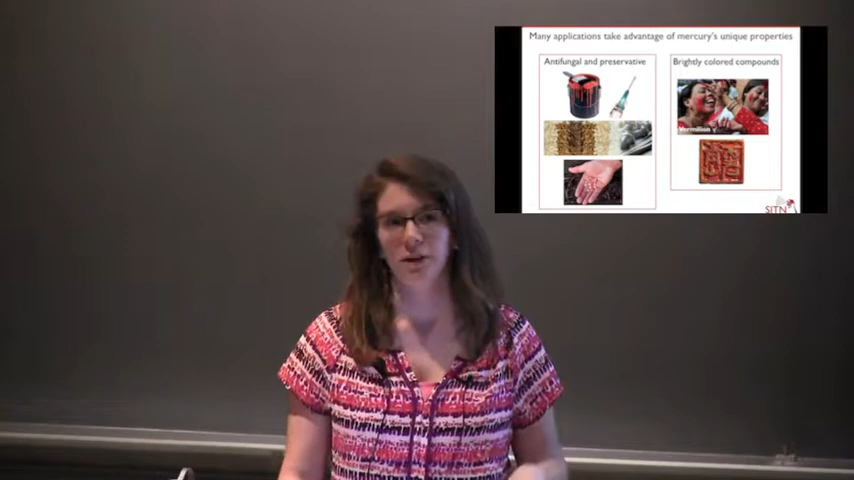 Many applications take advantage of mercury's unique properties
Antifungal and preservative
Brightly colored compounds
Vermilion
SITN